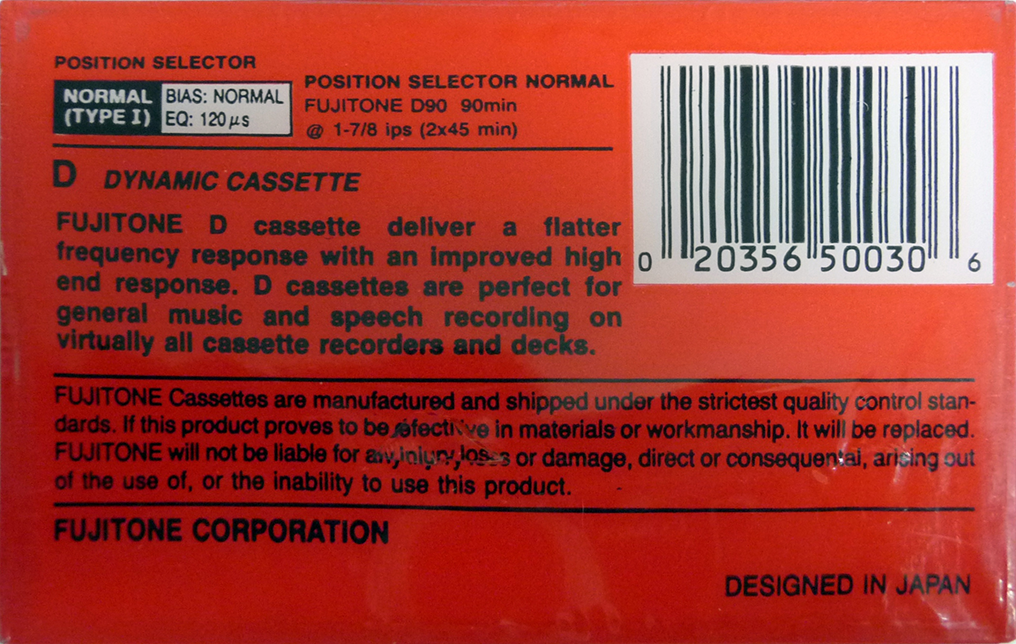 POSITION SELECTOR
NORMAL (TYPE I)
BIAS: NORMAL
EQ: 120µs
POSITION SELECTOR NORMAL
FUJITONE D90 90min
@ 1-7/8 ips (2x45 min)
D DYNAMIC CASSETTE
FUJITONE D cassette deliver a flatter
frequency response with an improved high
end response. D cassettes are perfect for
general music and speech recording on
virtually all cassette recorders and decks.
0 20356 50030 6
FUJITONE Cassettes are manufactured and shipped under the strictest quality control stan-
dards. If this product proves to be in materials or workmanship. It will be replaced.
FUJITONE will not be liable for or damage, direct or consequential, arising out
of the use of, or the inability to use this product.
FUJITONE CORPORATION
DESIGNED IN JAPAN